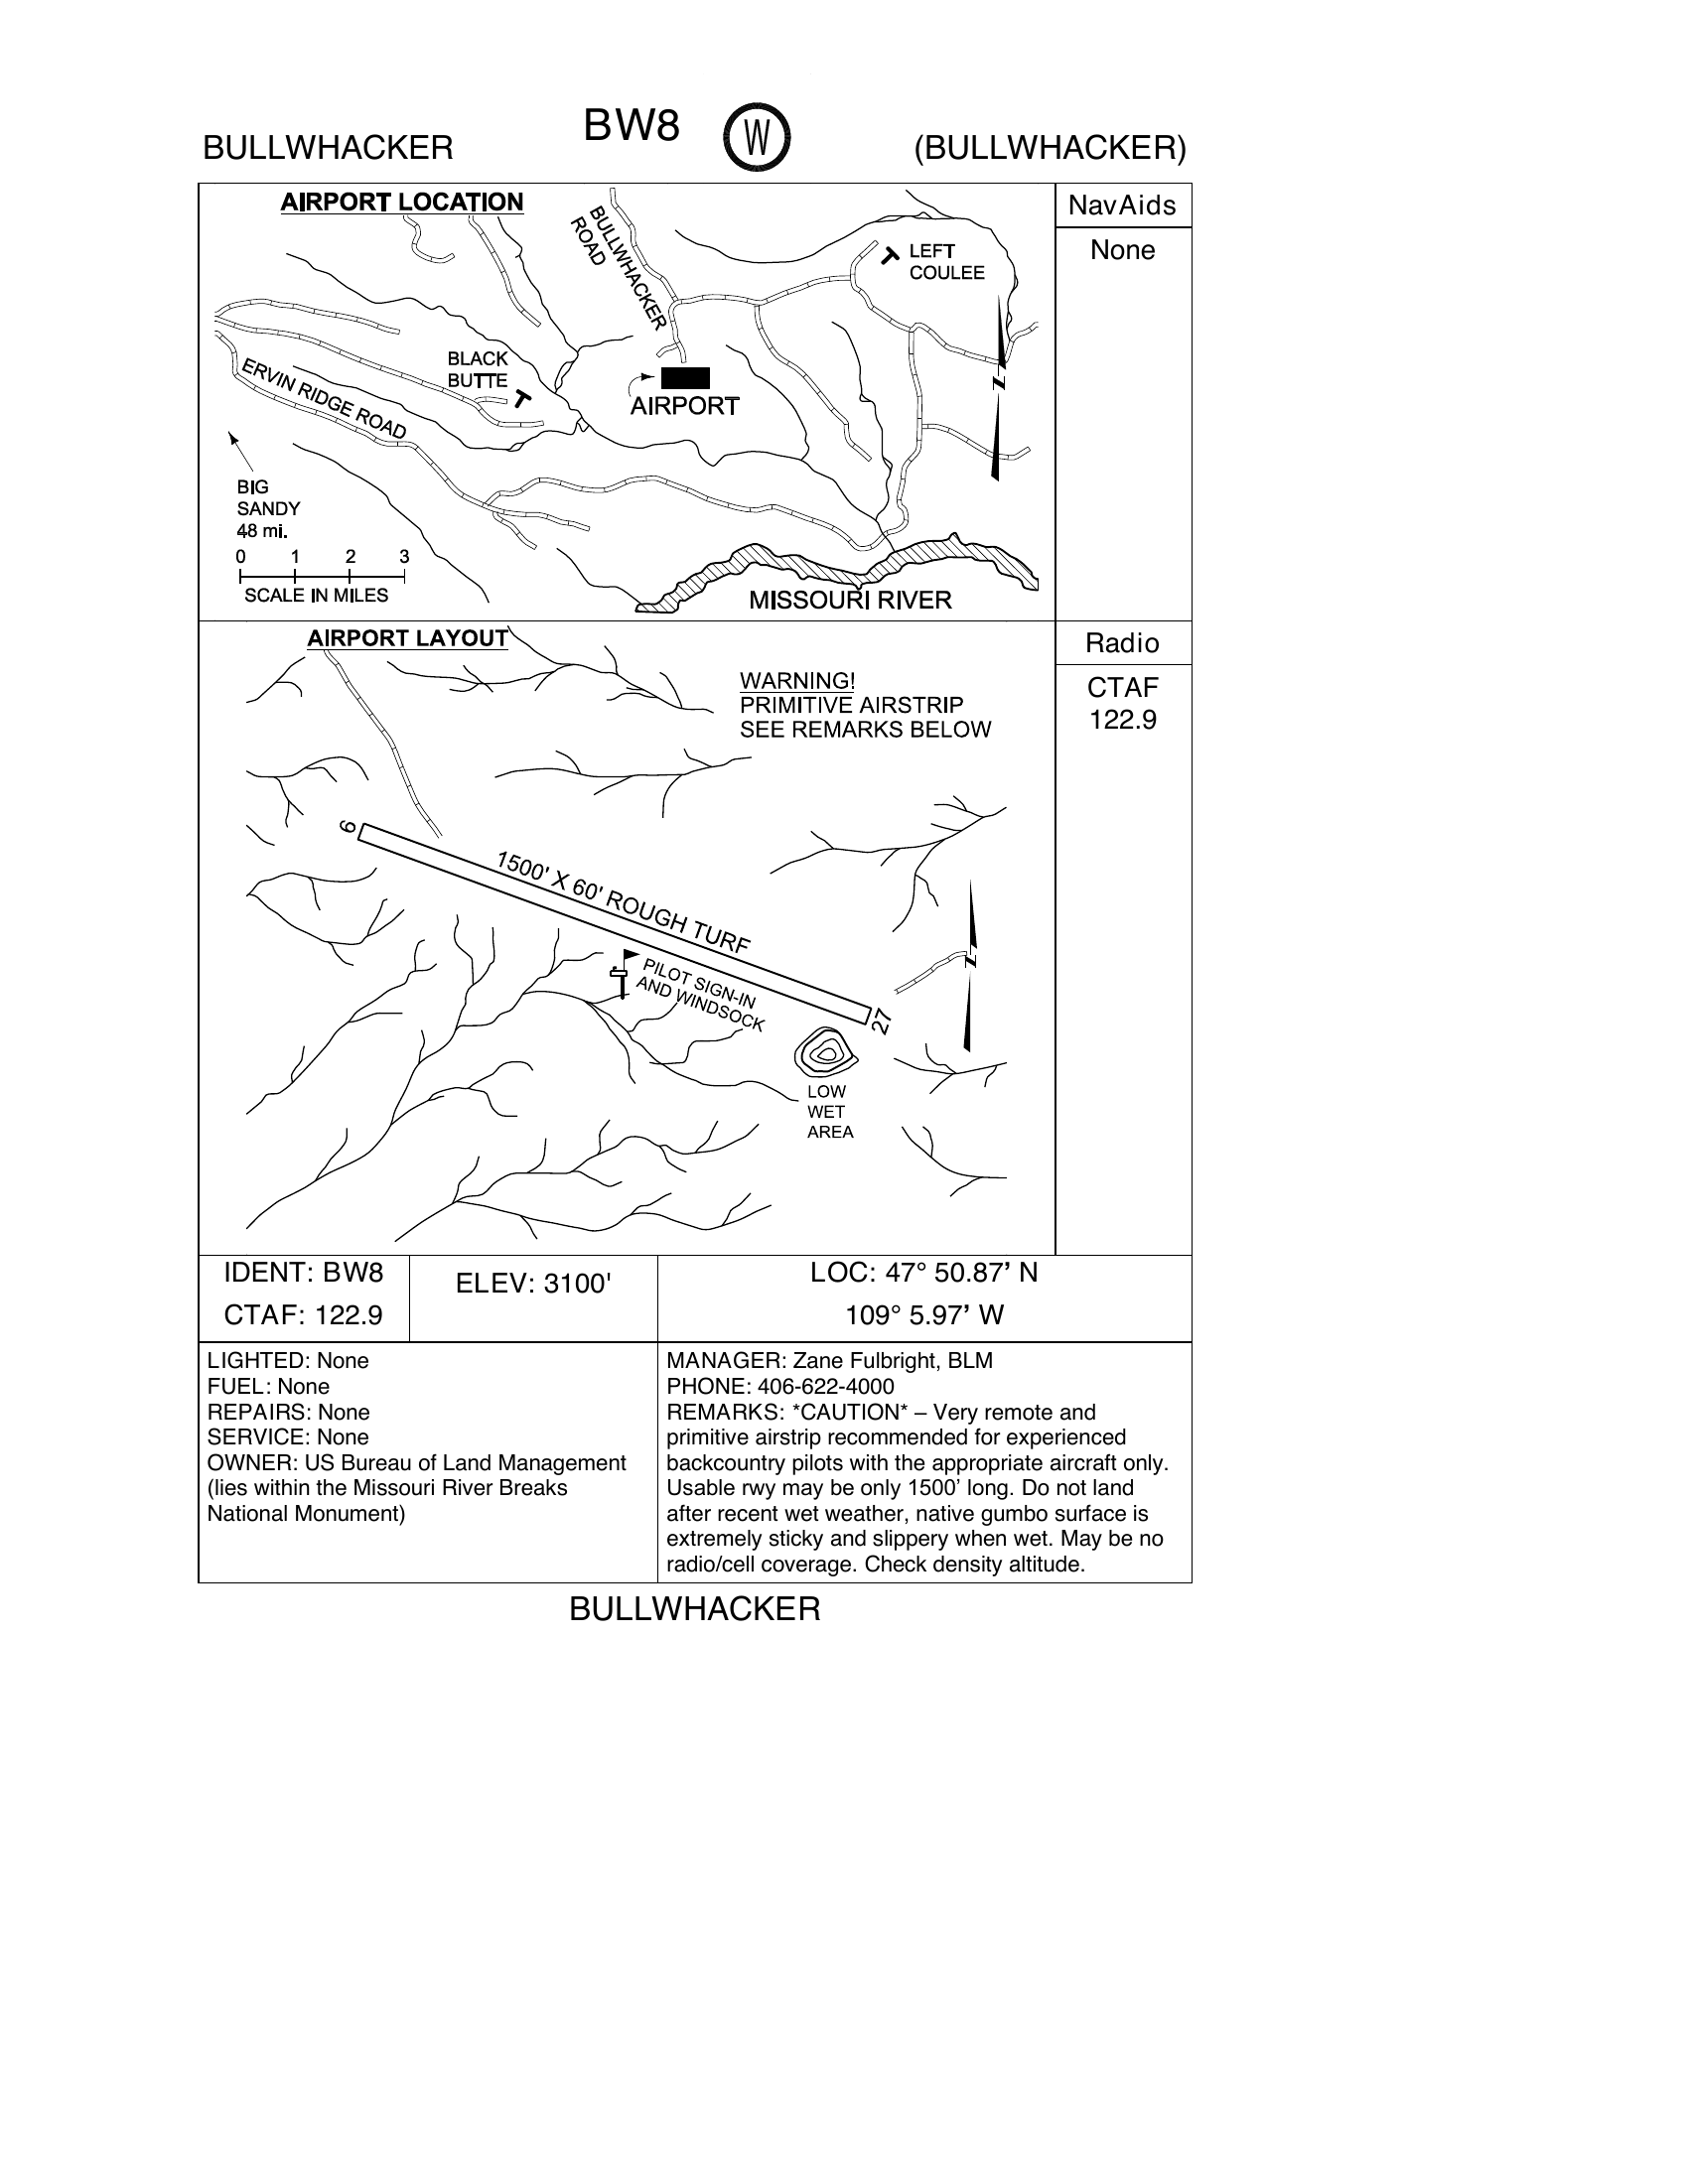 BW8
W
BULLWHACKER
(BULLWHACKER)
AIRPORT LOCATION
NavAids
None
BULLWHACKER
ROAD
LEFT
COULEE
BLACK
BUTTE
ERVIN RIDGE ROAD
AIRPORT
N
BIG
SANDY
48 mi.
0 1 2 3
SCALE IN MILES
MISSOURI RIVER
AIRPORT LAYOUT
Radio
CTAF
122.9
WARNING!
PRIMITIVE AIRSTRIP
SEE REMARKS BELOW
9
1500' X 60' ROUGH TURF
PILOT SIGN-IN
AND WINDSOCK
27
N
LOW
WET
AREA
IDENT: BW8
CTAF: 122.9
ELEV: 3100'
LOC: 47° 50.87’ N
109° 5.97’ W
LIGHTED: None
FUEL: None
REPAIRS: None
SERVICE: None
OWNER: US Bureau of Land Management
(lies within the Missouri River Breaks
National Monument)
MANAGER: Zane Fulbright, BLM
PHONE: 406-622-4000
REMARKS: *CAUTION* – Very remote and
primitive airstrip recommended for experienced
backcountry pilots with the appropriate aircraft only.
Usable rwy may be only 1500’ long. Do not land
after recent wet weather, native gumbo surface is
extremely sticky and slippery when wet. May be no
radio/cell coverage. Check density altitude.
BULLWHACKER